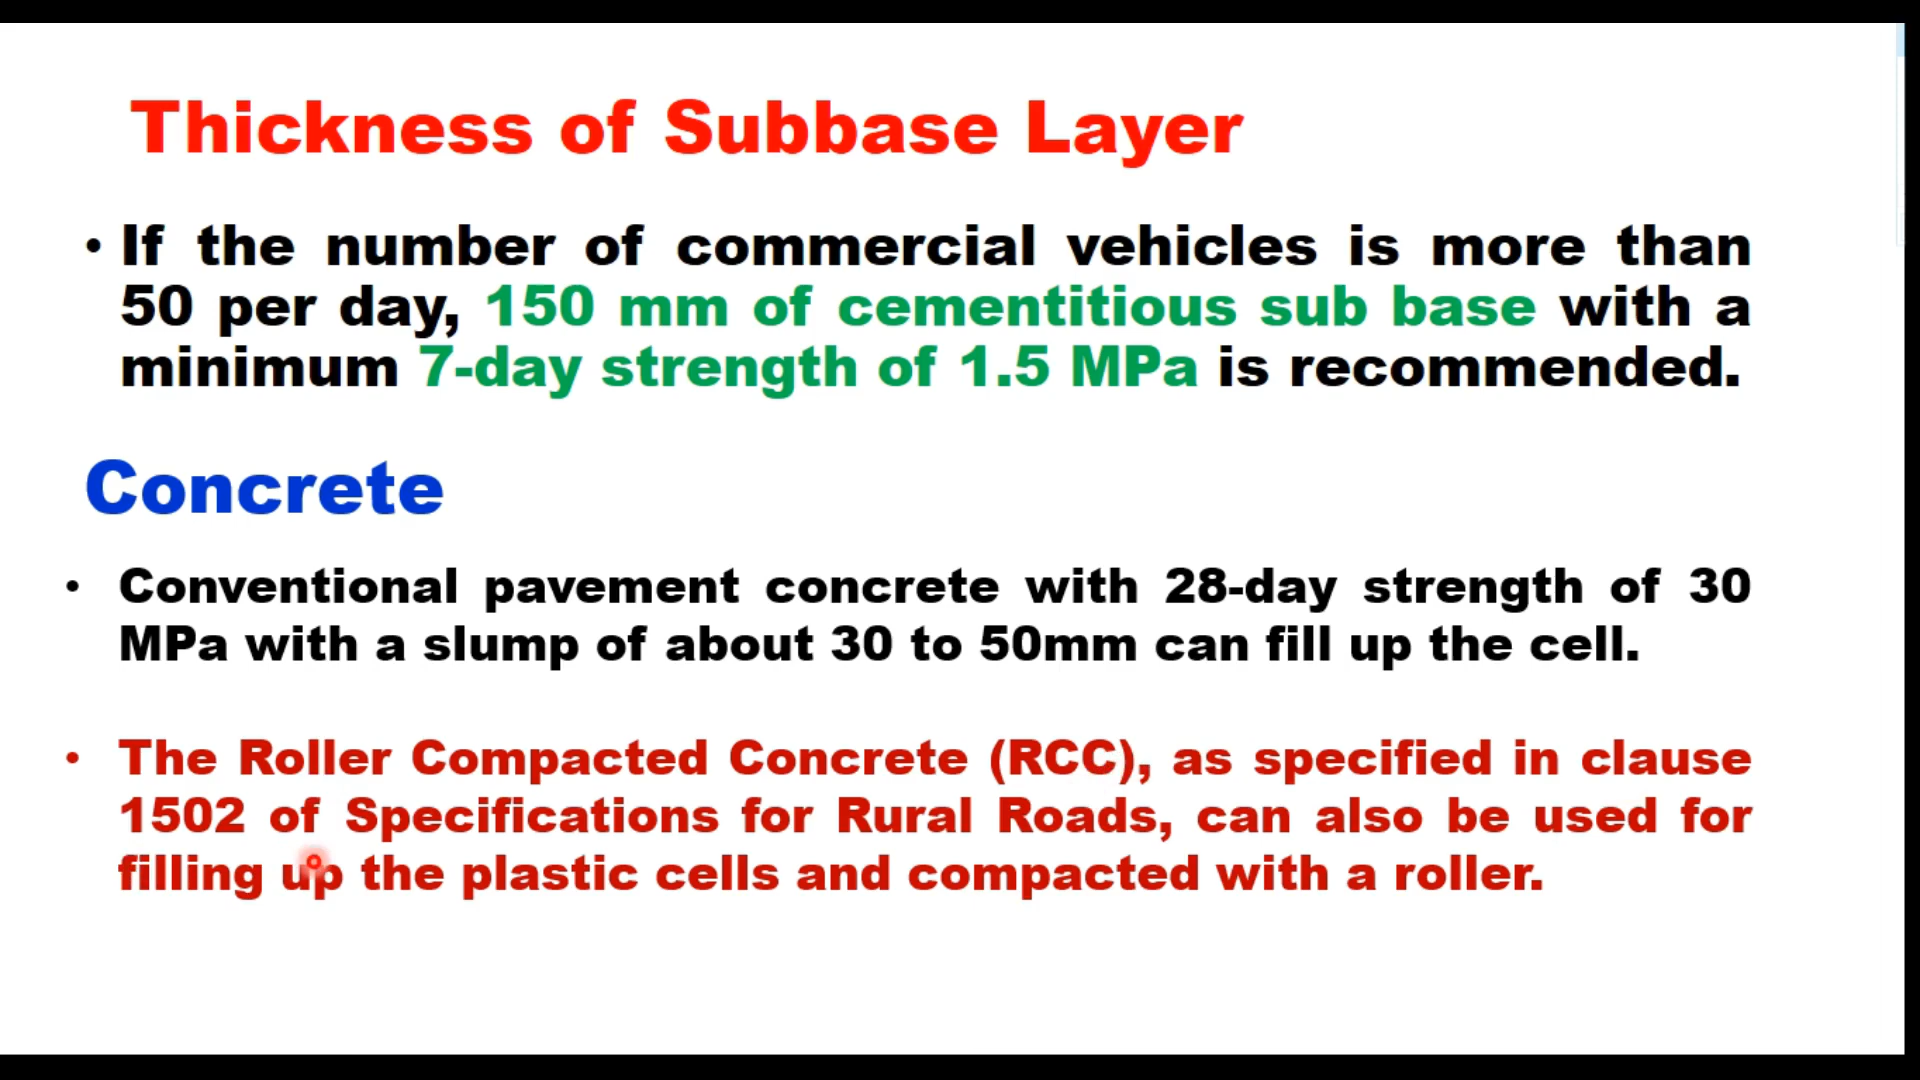 Thickness of Subbase Layer
• If the number of commercial vehicles is more than
50 per day, 150 mm of cementitious sub base with a
minimum 7-day strength of 1.5 MPa is recommended.
Concrete
• Conventional pavement concrete with 28-day strength of 30
MPa with a slump of about 30 to 50mm can fill up the cell.
• The Roller Compacted Concrete (RCC), as specified in clause
1502 of Specifications for Rural Roads, can also be used for
filling up the plastic cells and compacted with a roller.